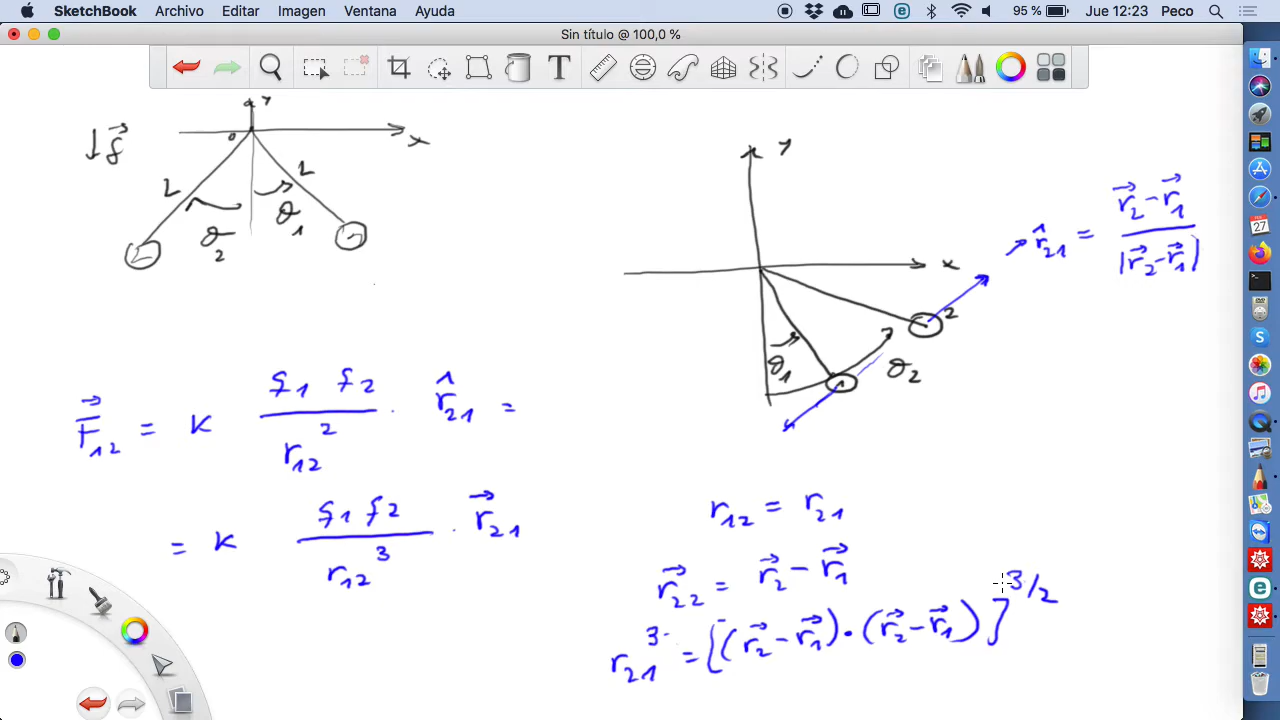 SketchBook Archivo Editar Imagen Ventana Ayuda 95 % Jue 12:23 Peco
Sin título @ 100,0 %
y
x
0
L
L
θ₂
θ₁
y
x
θ₁
θ₂
1
2
r̂₂₁ = (r⃗₂ - r⃗₁) / |r⃗₂ - r⃗₁|
F⃗₁₂ = K (q₁ q₂ / r₁₂²) · r̂₂₁ =
= K (q₁ q₂ / r₁₂³) · r⃗₂₁
r₁₂ = r₂₁
r⃗₂₂ = r⃗₂ - r⃗₁
r₂₁³ = [(r⃗₂ - r⃗₁) · (r⃗₂ - r⃗₁)]^3/2
FEB
27